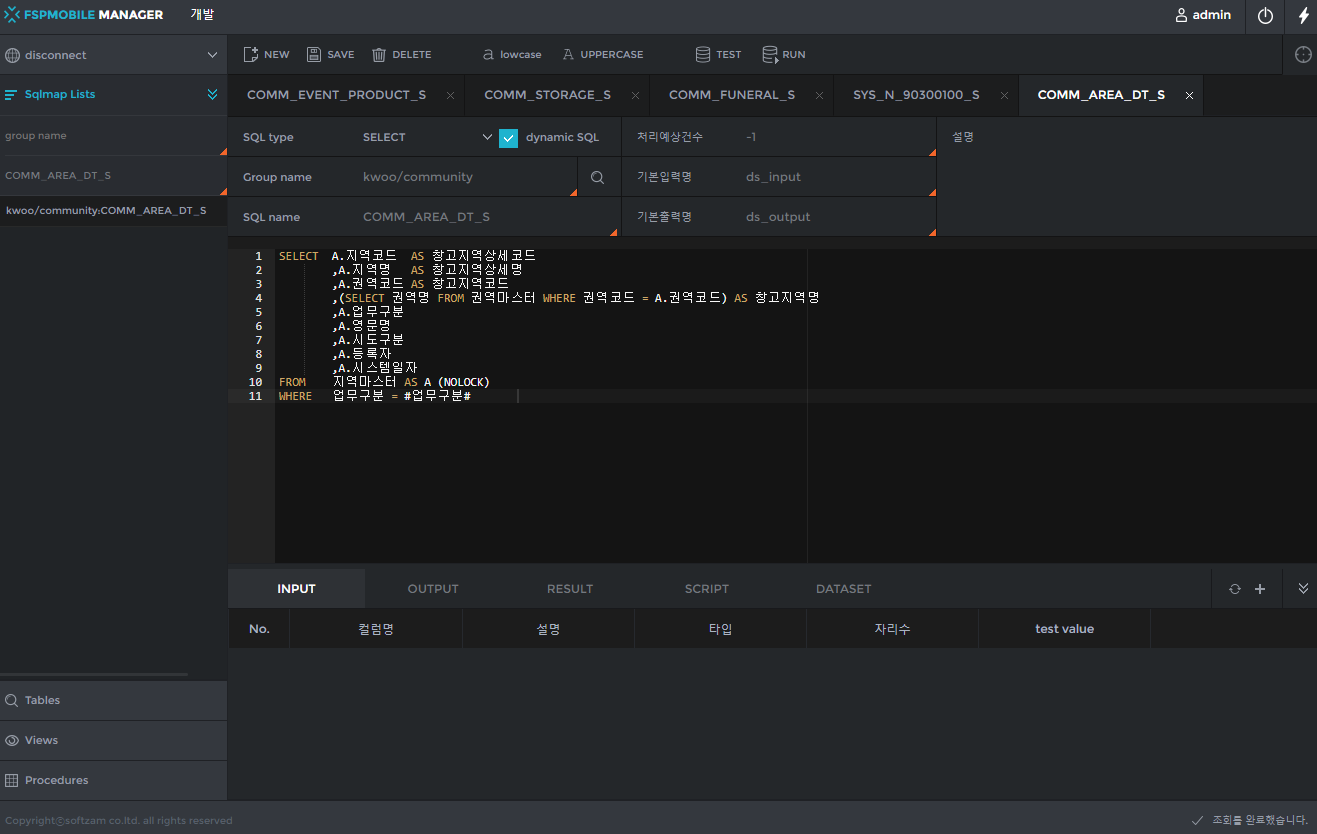 FSPMOBILE MANAGER 개발 admin
disconnect NEW SAVE DELETE lowcase UPPERCASE TEST RUN
Sqlmap Lists COMM_EVENT_PRODUCT_S COMM_STORAGE_S COMM_FUNERAL_S SYS_N_90300100_S COMM_AREA_DT_S
group name
COMM_AREA_DT_S
kwoo/community:COMM_AREA_DT_S
SQL type SELECT dynamic SQL 처리예상건수 -1 설명
Group name kwoo/community 기본입력명 ds_input
SQL name COMM_AREA_DT_S 기본출력명 ds_output
1 SELECT A.지역코드 AS 창고지역상세코드
2 ,A.지역명 AS 창고지역상세명
3 ,A.권역코드 AS 창고지역코드
4 ,(SELECT 권역명 FROM 권역마스터 WHERE 권역코드 = A.권역코드) AS 창고지역명
5 ,A.업무구분
6 ,A.영문명
7 ,A.시도구분
8 ,A.등록자
9 ,A.시스템일자
10 FROM 지역마스터 AS A (NOLOCK)
11 WHERE 업무구분 = #업무구분#
INPUT OUTPUT RESULT SCRIPT DATASET
No. 컬럼명 설명 타입 자리수 test value
Tables
Views
Procedures
Copyrightⓒsoftzam co.ltd. all rights reserved 조회를 완료했습니다.